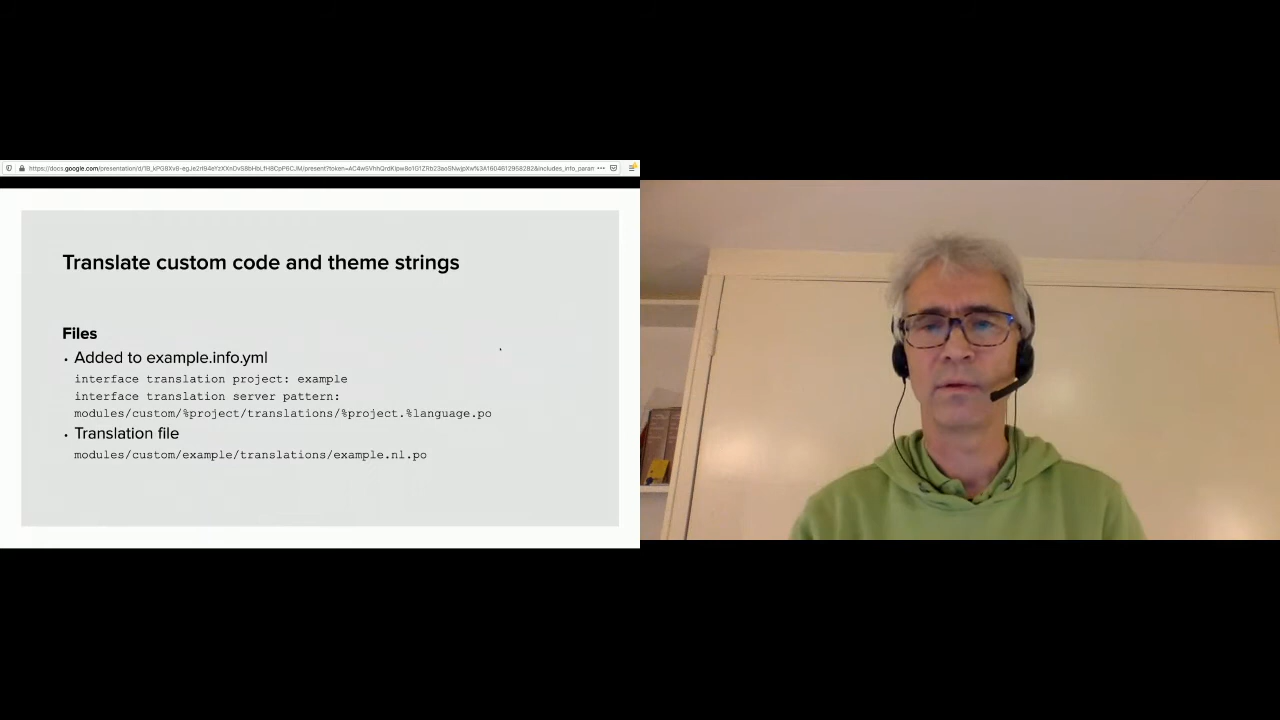 Translate custom code and theme strings
Files
• Added to example.info.yml
interface translation project: example
interface translation server pattern:
modules/custom/%project/translations/%project.%language.po
• Translation file
modules/custom/example/translations/example.nl.po